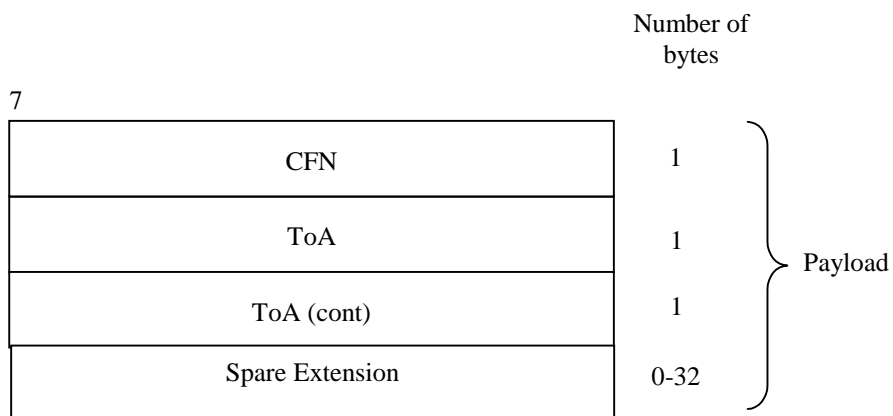 Number of
bytes
7
CFN 1
ToA 1
ToA (cont) 1
Payload
Spare Extension 0-32